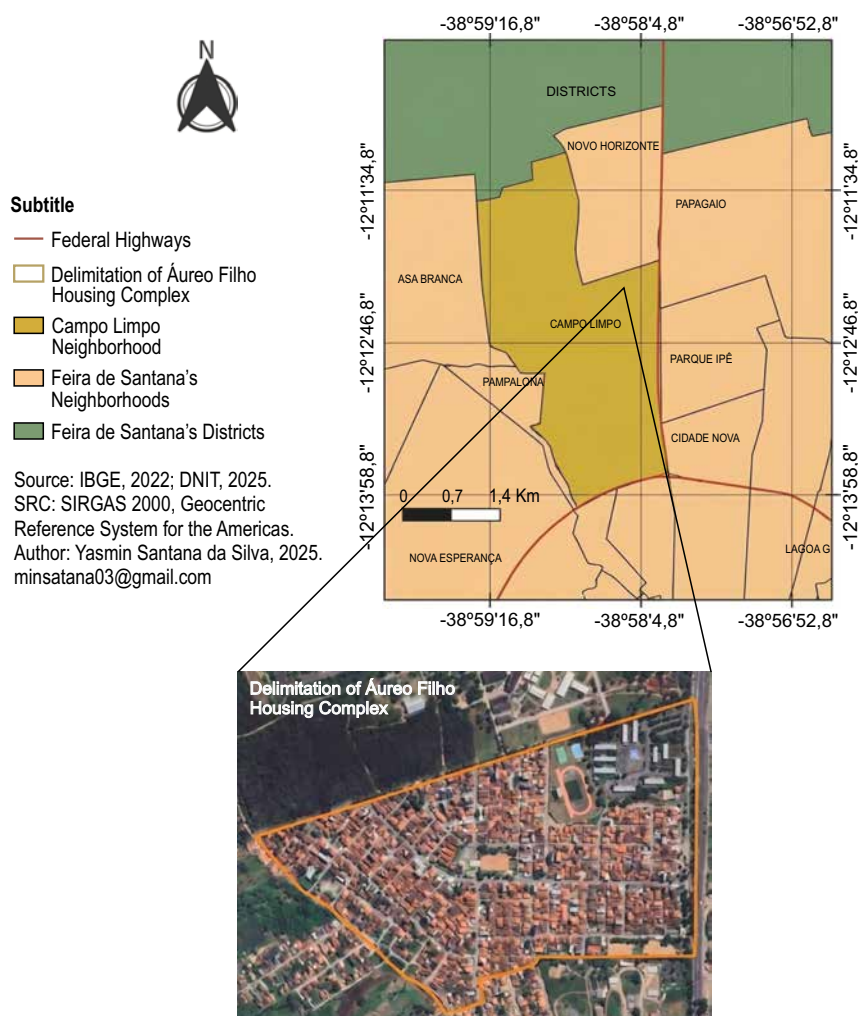 N
Subtitle
Federal Highways
Delimitation of Áureo Filho
Housing Complex
Campo Limpo
Neighborhood
Feira de Santana's
Neighborhoods
Feira de Santana's Districts
Source: IBGE, 2022; DNIT, 2025.
SRC: SIRGAS 2000, Geocentric
Reference System for the Americas.
Author: Yasmin Santana da Silva, 2025.
minsatana03@gmail.com
-38º59'16,8" -38º58'4,8" -38º56'52,8"
-12º11'34,8" -12º11'34,8"
-12º12'46,8" -12º12'46,8"
-12º13'58,8" -12º13'58,8"
DISTRICTS
NOVO HORIZONTE
PAPAGAIO
ASA BRANCA
CAMPO LIMPO
PARQUE IPÊ
PAMPALONA
CIDADE NOVA
0 0,7 1,4 Km
NOVA ESPERANÇA
LAGOA G
-38º59'16,8" -38º58'4,8" -38º56'52,8"
Delimitation of Áureo Filho
Housing Complex